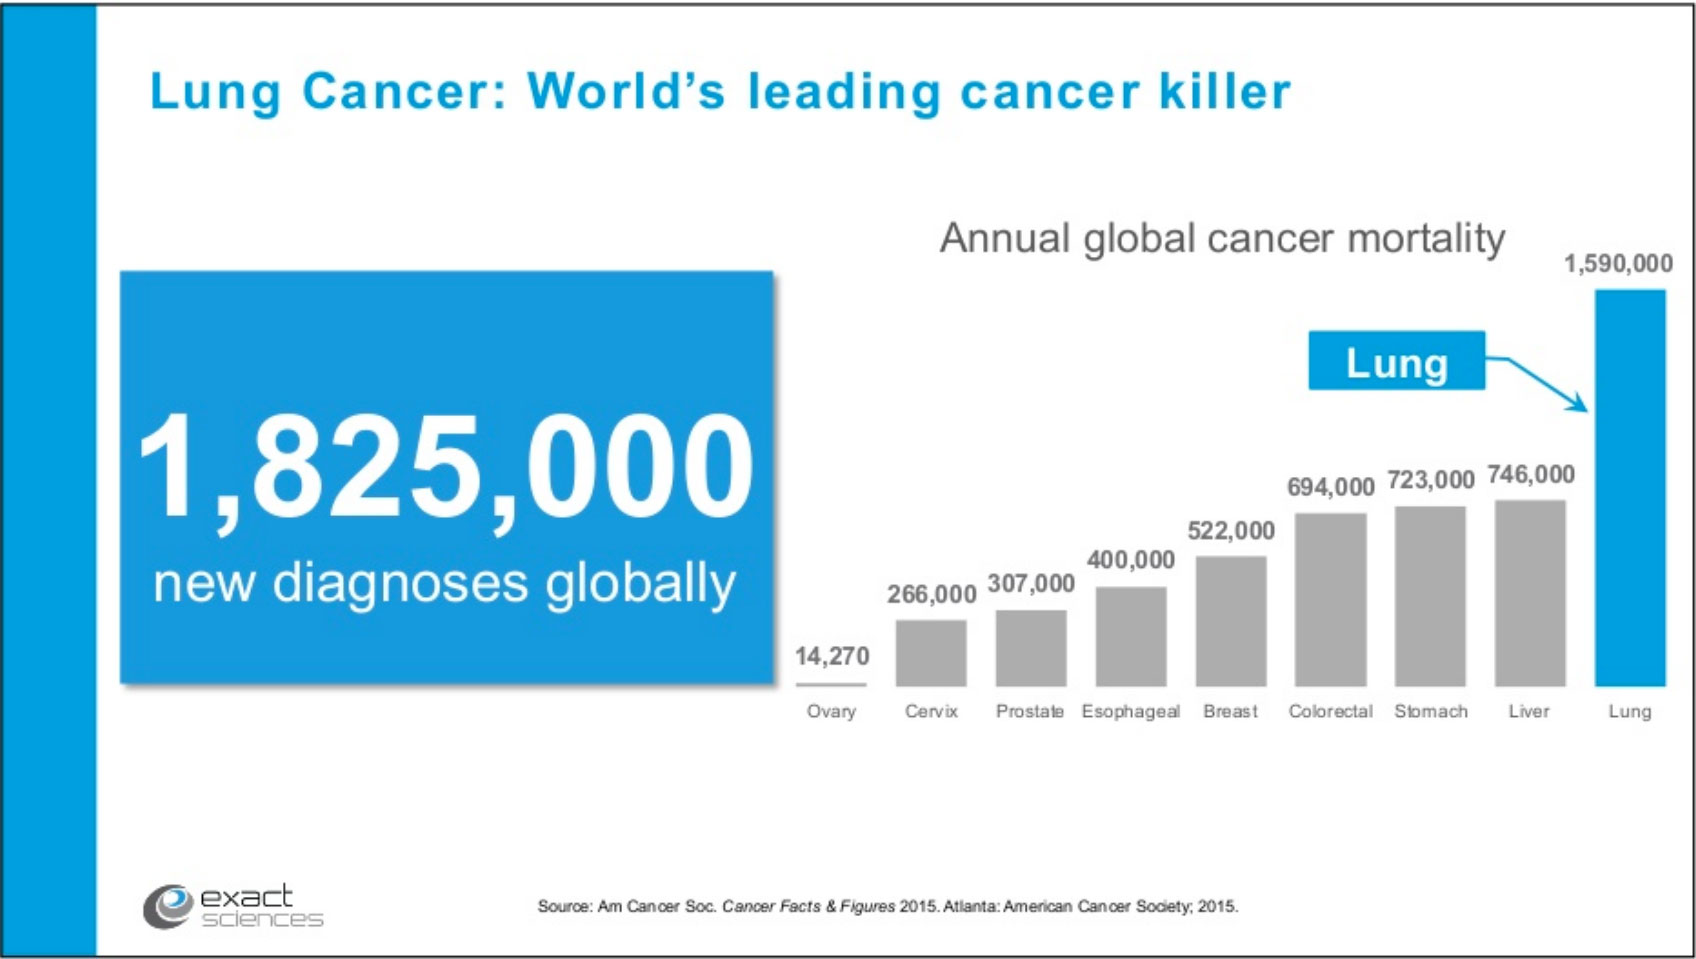 Lung Cancer: World’s leading cancer killer
Annual global cancer mortality
1,825,000
new diagnoses globally
Lung
14,270
266,000
307,000
400,000
522,000
694,000
723,000
746,000
1,590,000
Ovary
Cervix
Prostate
Esophageal
Breast
Colorectal
Stomach
Liver
Lung
exact
sciences
Source: Am Cancer Soc. Cancer Facts & Figures 2015. Atlanta: American Cancer Society; 2015.